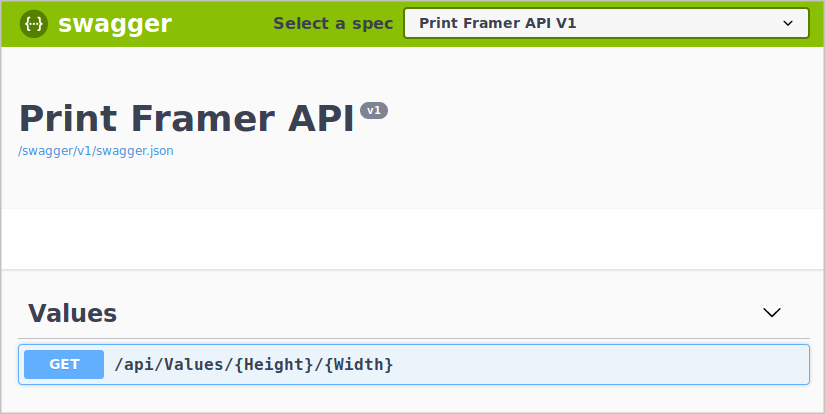 {···} swagger Select a spec Print Framer API V1
Print Framer API v1
/swagger/v1/swagger.json
Values
GET /api/Values/{Height}/{Width}